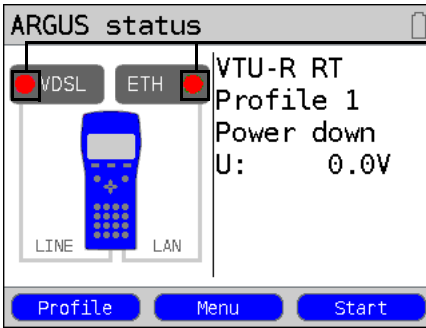 ARGUS status
VDSL
ETH
LINE
LAN
VTU-R RT
Profile 1
Power down
U: 0.0V
Profile
Menu
Start